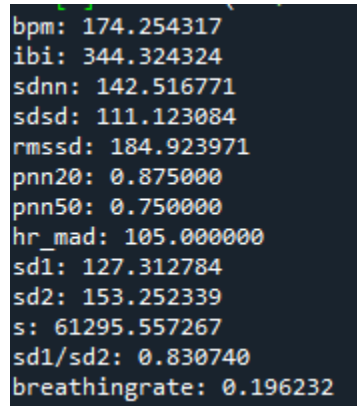 bpm: 174.254317
ibi: 344.324324
sdnn: 142.516771
sdsd: 111.123084
rmssd: 184.923971
pnn20: 0.875000
pnn50: 0.750000
hr_mad: 105.000000
sd1: 127.312784
sd2: 153.252339
s: 61295.557267
sd1/sd2: 0.830740
breathingrate: 0.196232